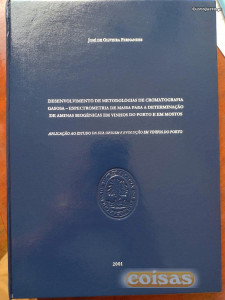 JOSÉ DE OLIVEIRA FERNANDES
DESENVOLVIMENTO DE METODOLOGIAS DE CROMATOGRAFIA
GASOSA – ESPECTROMETRIA DE MASSA PARA A DETERMINAÇÃO
DE AMINAS BIOGÉNICAS EM VINHOS DO PORTO E EM MOSTOS
APLICAÇÃO AO ESTUDO DA SUA ORIGEM E EVOLUÇÃO EM VINHOS DO PORTO
2001
coisas